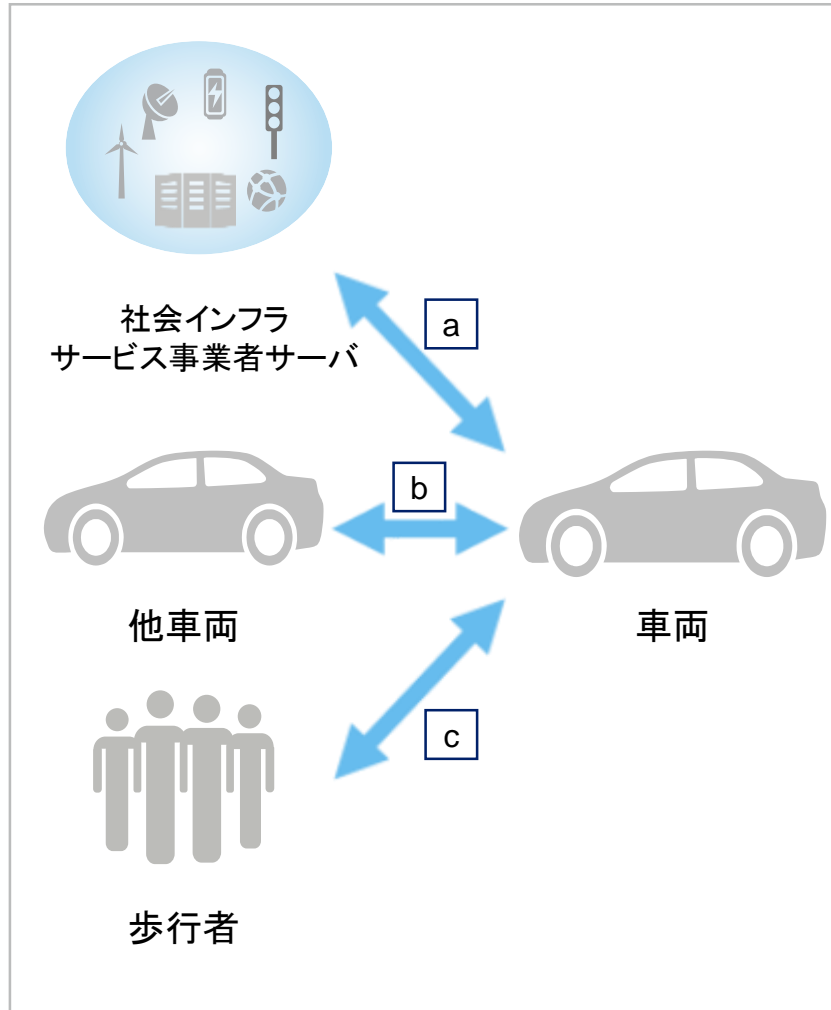 社会インフラ
サービス事業者サーバ
a
b
他車両
車両
c
歩行者